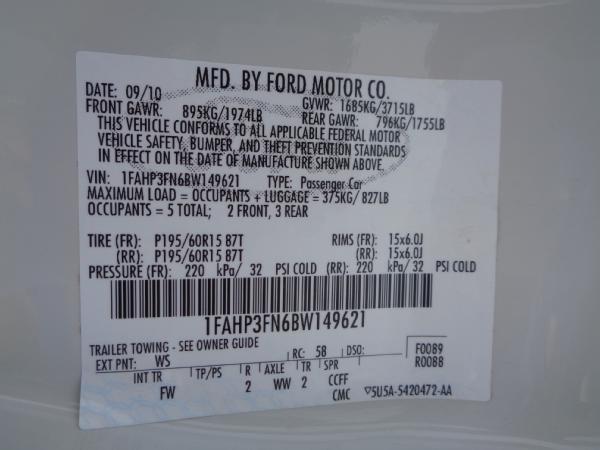 MFD. BY FORD MOTOR CO.
DATE: 09/10 GVWR: 1685KG/3715LB
FRONT GAWR: 895KG/1974LB REAR GAWR: 796KG/1755LB
THIS VEHICLE CONFORMS TO ALL APPLICABLE FEDERAL MOTOR
VEHICLE SAFETY, BUMPER, AND THEFT PREVENTION STANDARDS
IN EFFECT ON THE DATE OF MANUFACTURE SHOWN ABOVE.
VIN: 1FAHP3FN6BW149621 TYPE: Passenger Car
MAXIMUM LOAD = OCCUPANTS + LUGGAGE = 375KG/827LB
OCCUPANTS = 5 TOTAL; 2 FRONT, 3 REAR
TIRE (FR): P195/60R15 87T RIMS (FR): 15x6.0J
(RR): P195/60R15 87T (RR): 15x6.0J
PRESSURE (FR): 220 kPa/ 32 PSI COLD (RR): 220 kPa/ 32 PSI COLD
1FAHP3FN6BW149621
TRAILER TOWING - SEE OWNER GUIDE
EXT PNT: WS RC: 58 DSO: F0089
R0088
INT TR TP/PS R AXLE TR SPR
FW 2 WW 2 CCFF
CMC ▽5U5A-5420472-AA